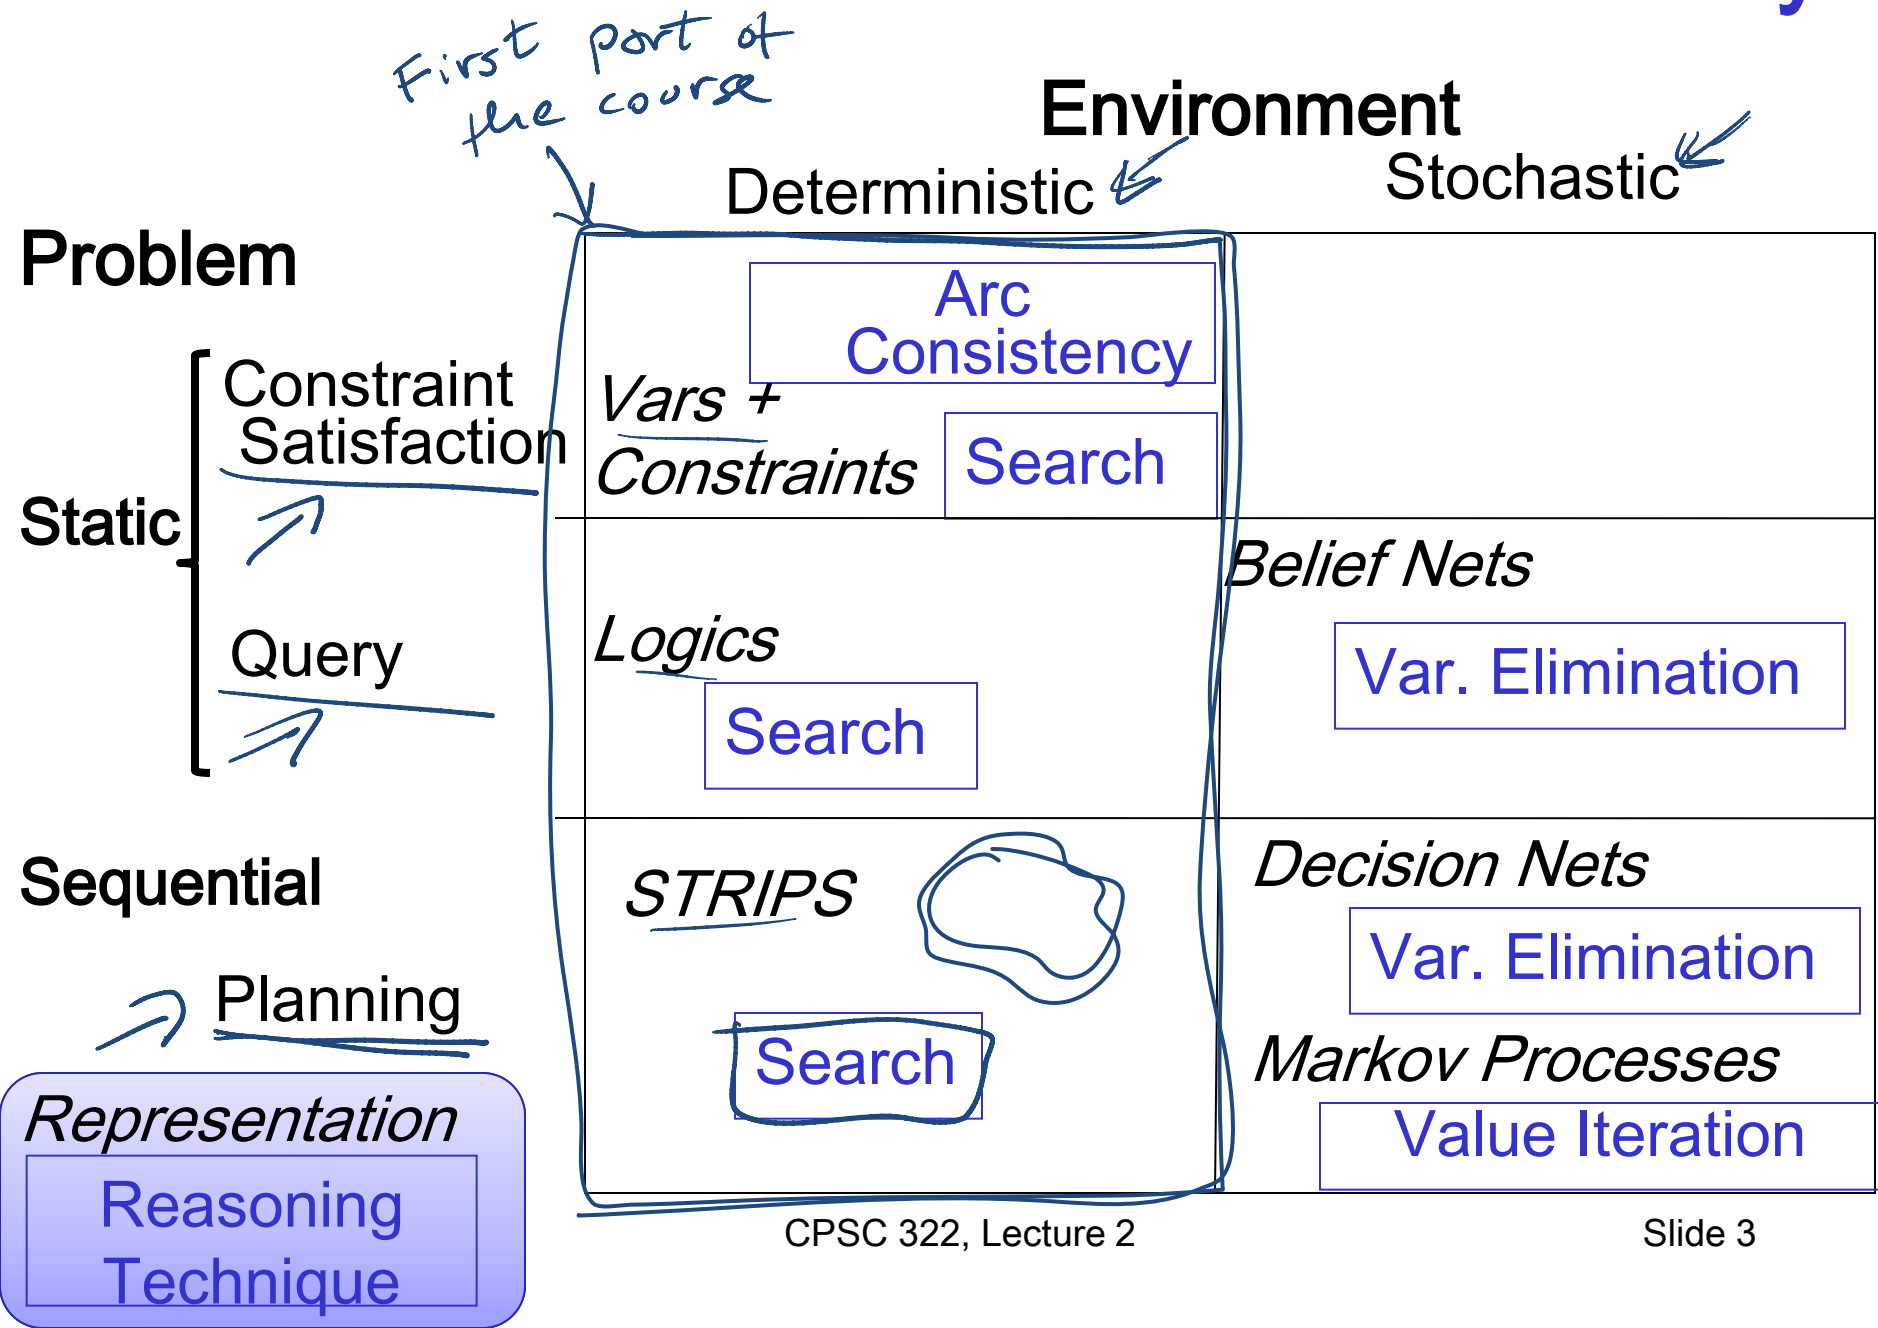 First part of
the course
Environment
Deterministic
Stochastic
Problem
Arc
Consistency
Constraint
Satisfaction
Vars +
Constraints
Search
Static
Belief Nets
Query
Logics
Var. Elimination
Search
Sequential
STRIPS
Decision Nets
Var. Elimination
Planning
Search
Markov Processes
Value Iteration
Representation
Reasoning
Technique
CPSC 322, Lecture 2
Slide 3